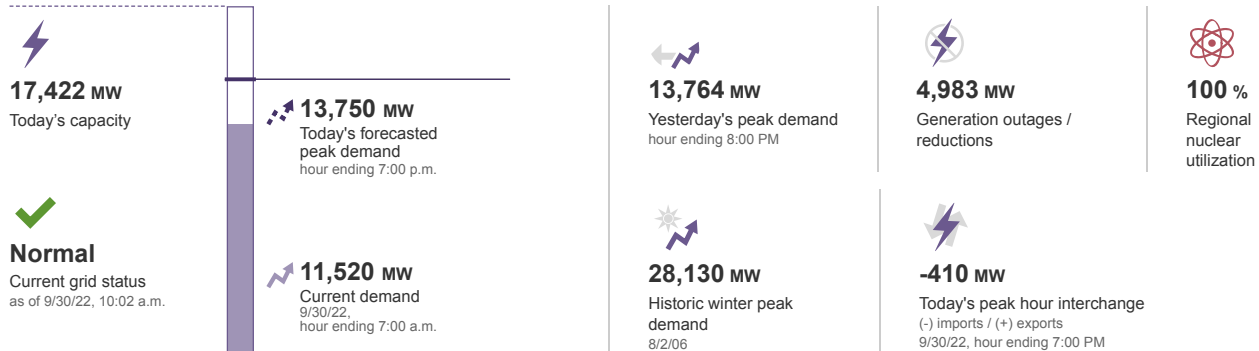 17,422 MW
Today's capacity
Normal
Current grid status
as of 9/30/22, 10:02 a.m.
13,750 MW
Today's forecasted
peak demand
hour ending 7:00 p.m.
11,520 MW
Current demand
9/30/22,
hour ending 7:00 a.m.
13,764 MW
Yesterday's peak demand
hour ending 8:00 PM
4,983 MW
Generation outages /
reductions
100 %
Regional
nuclear
utilization
28,130 MW
Historic winter peak
demand
8/2/06
-410 MW
Today's peak hour interchange
(-) imports / (+) exports
9/30/22, hour ending 7:00 PM